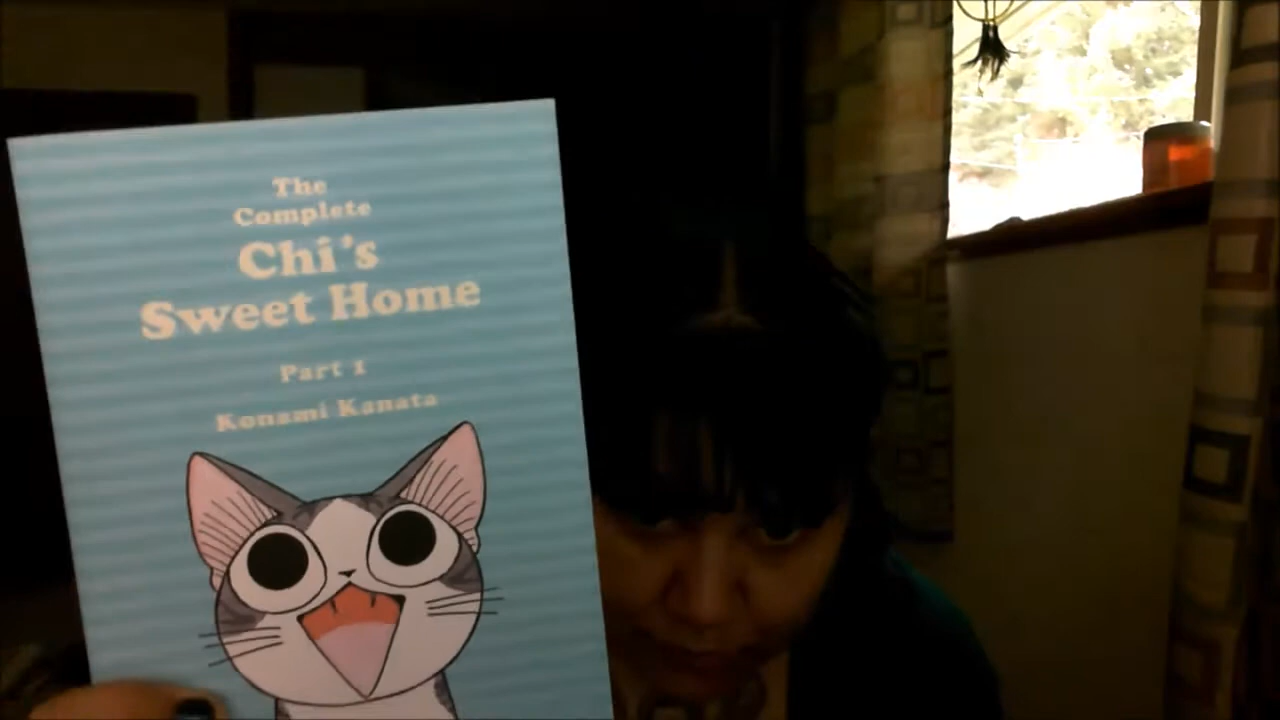 The
Complete
Chi's
Sweet Home
Part 1
Konami Kanata